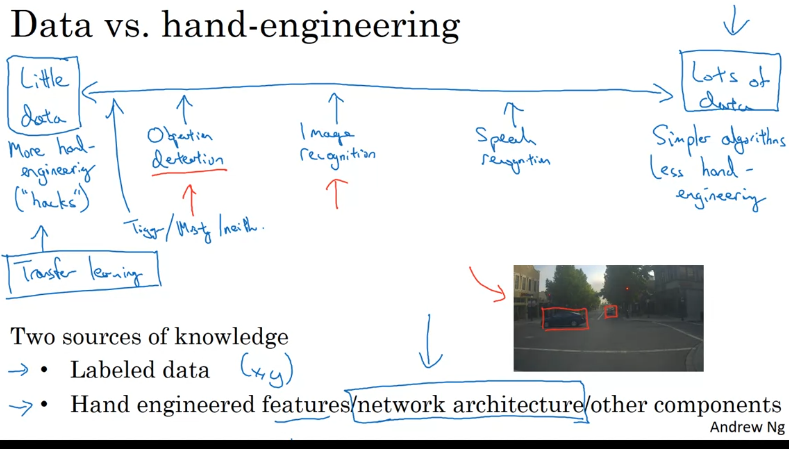 Data vs. hand-engineering
Little
data
More hand-
engineering
("hacks")
Transfer learning
Object
detection
Tigg/Misty/neith.
Image
recognition
Speech
recognition
Lots of
data
Simpler algorithms
Less hand-
engineering
Two sources of knowledge
→ • Labeled data (x,y)
→ • Hand engineered features/network architecture/other components
Andrew Ng